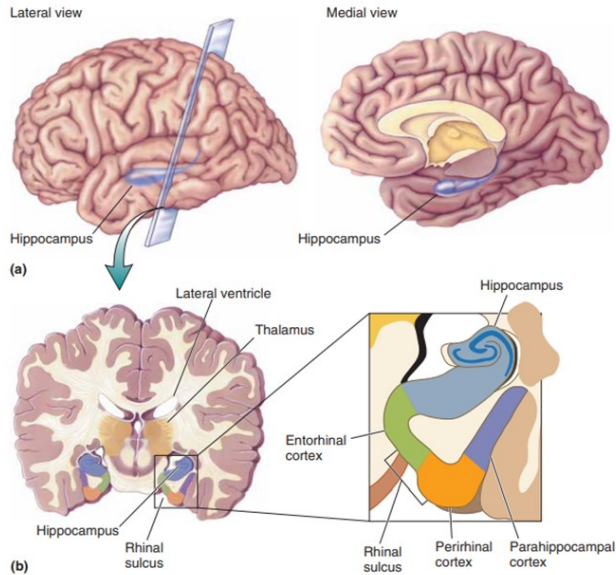 Lateral view
Medial view
Hippocampus
Hippocampus
(a)
Lateral ventricle
Thalamus
Hippocampus
Entorhinal
cortex
Hippocampus
Rhinal
sulcus
Rhinal
sulcus
Perirhinal
cortex
Parahippocampal
cortex
(b)